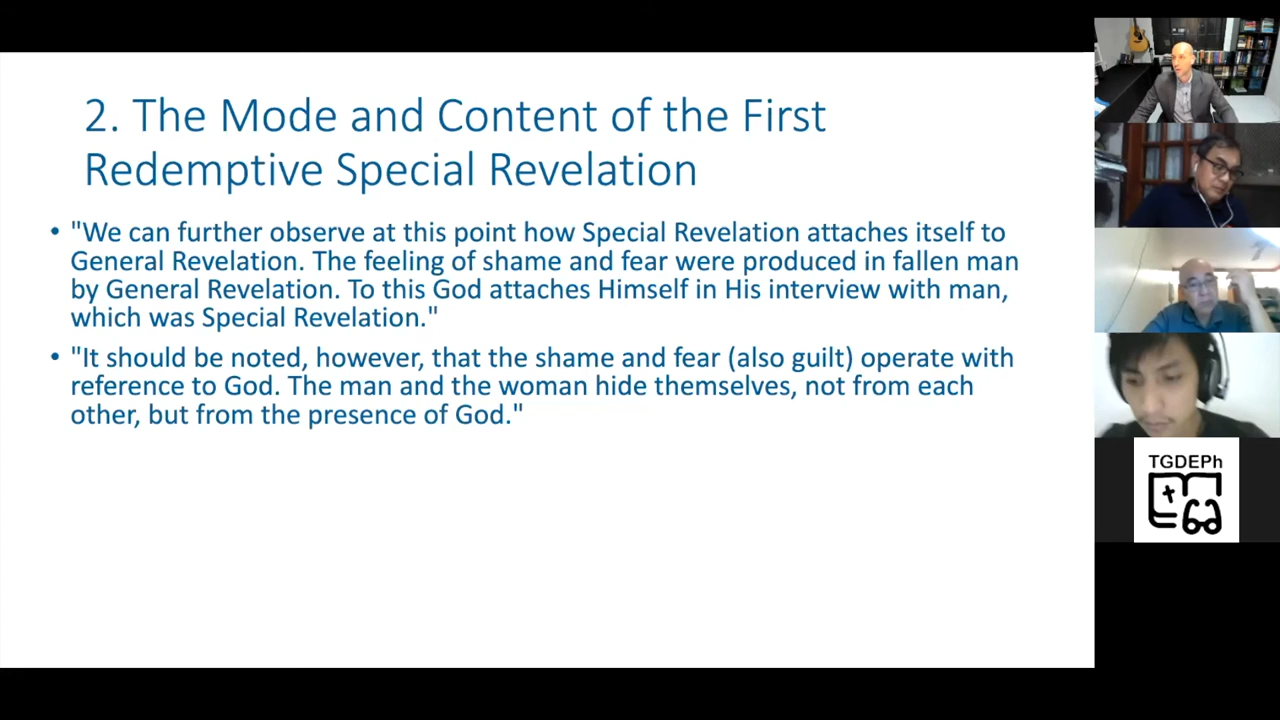 2. The Mode and Content of the First
Redemptive Special Revelation
• "We can further observe at this point how Special Revelation attaches itself to
General Revelation. The feeling of shame and fear were produced in fallen man
by General Revelation. To this God attaches Himself in His interview with man,
which was Special Revelation."
• "It should be noted, however, that the shame and fear (also guilt) operate with
reference to God. The man and the woman hide themselves, not from each
other, but from the presence of God."
TGDEPh